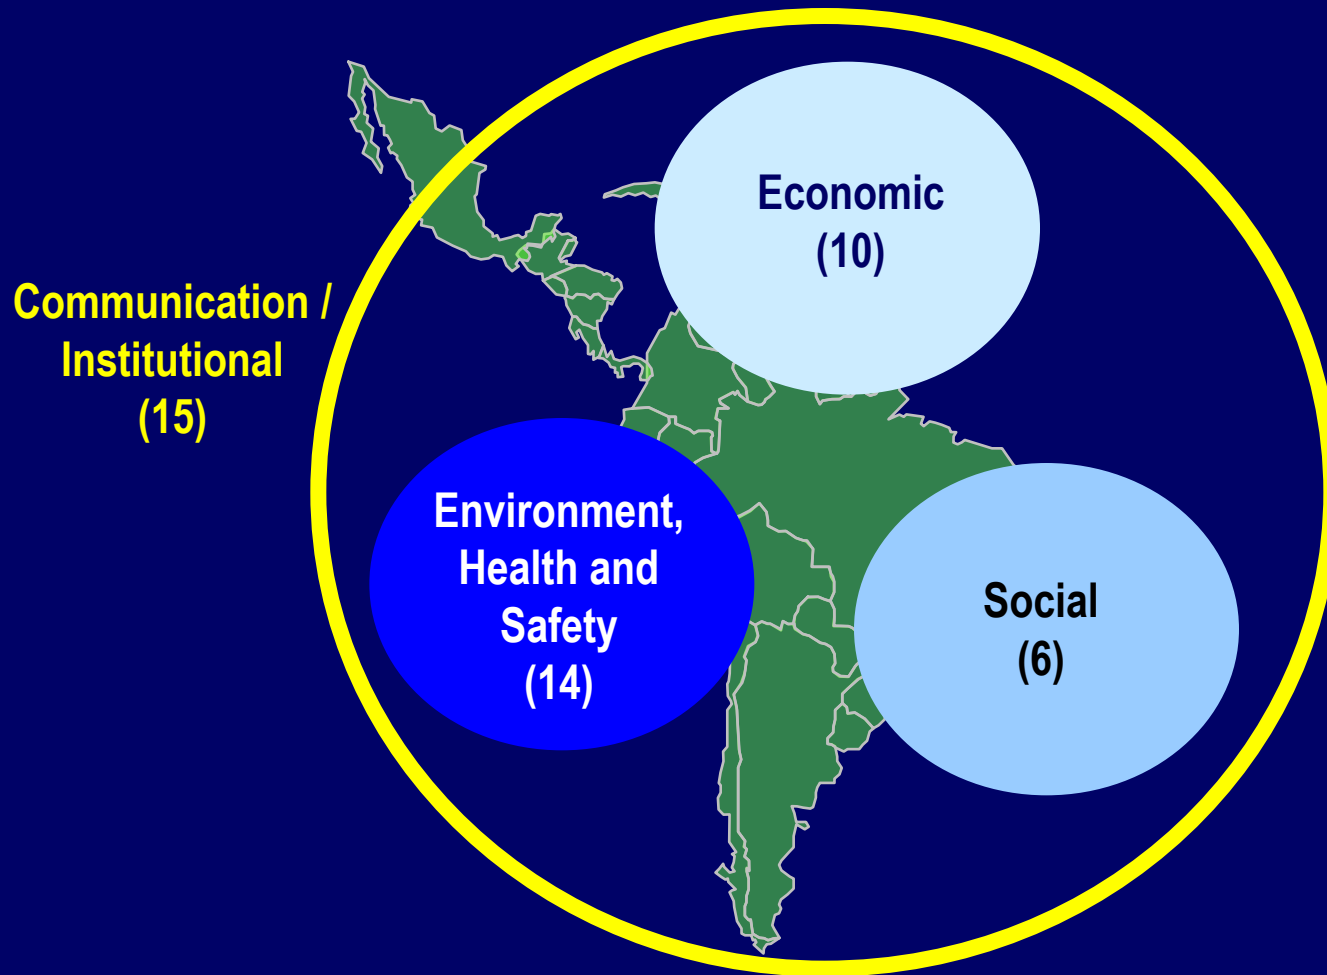 Economic
(10)
Communication /
Institutional
(15)
Environment,
Health and
Safety
(14)
Social
(6)